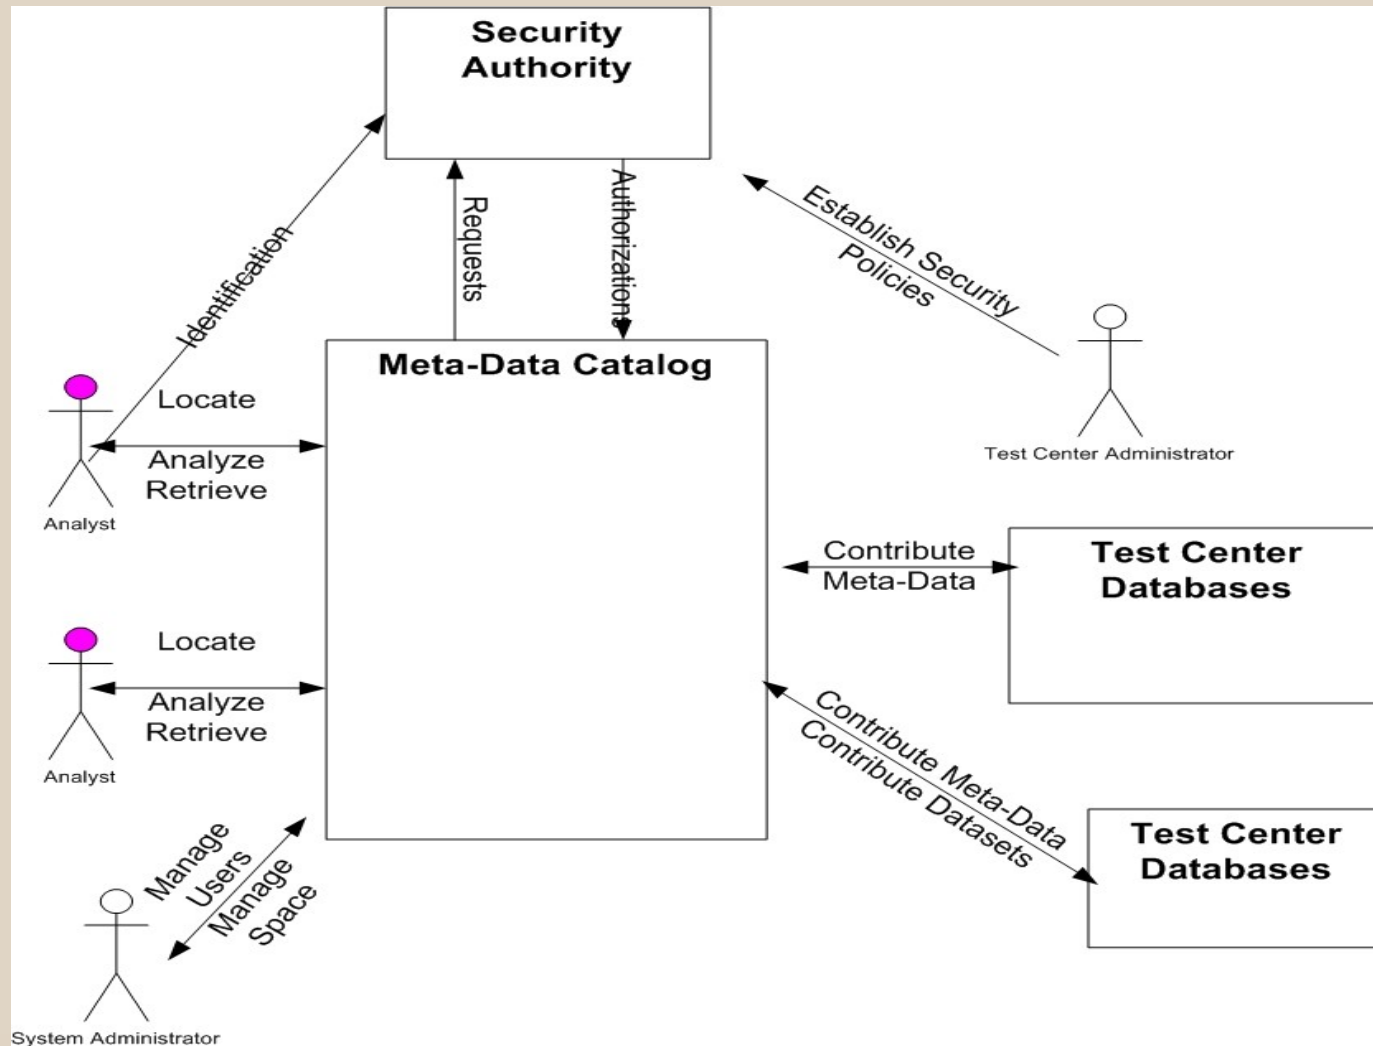 Security
Authority
Identification
Requests
Authorizations
Establish Security
Policies
Test Center Administrator
Meta-Data Catalog
Locate
Analyze
Retrieve
Analyst
Contribute
Meta-Data
Test Center
Databases
Locate
Analyze
Retrieve
Analyst
Contribute Meta-Data
Contribute Datasets
Test Center
Databases
Manage
Users
Manage
Space
System Administrator